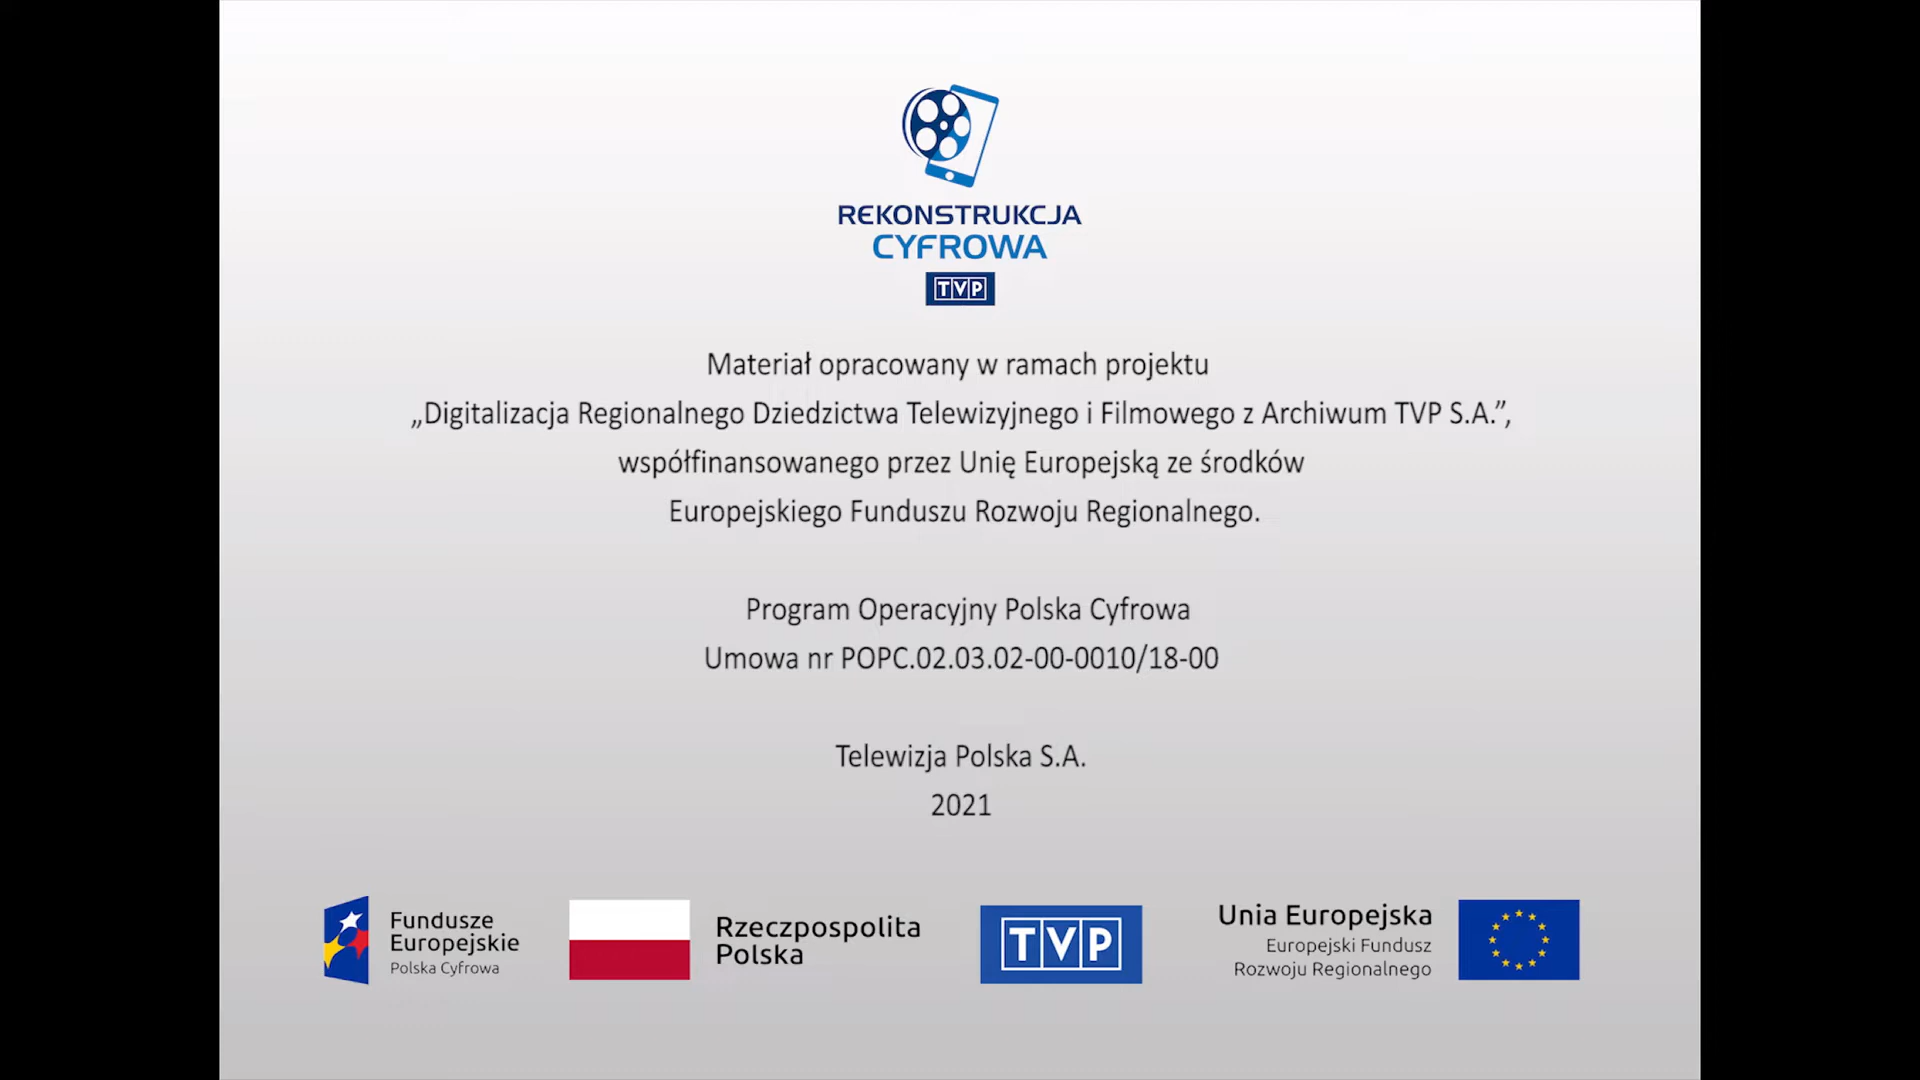 REKONSTRUKCJA
CYFROWA
TVP
Materiał opracowany w ramach projektu
„Digitalizacja Regionalnego Dziedzictwa Telewizyjnego i Filmowego z Archiwum TVP S.A.”,
współfinansowanego przez Unię Europejską ze środków
Europejskiego Funduszu Rozwoju Regionalnego.
Program Operacyjny Polska Cyfrowa
Umowa nr POPC.02.03.02-00-0010/18-00
Telewizja Polska S.A.
2021
Fundusze
Europejskie
Polska Cyfrowa
Rzeczpospolita
Polska
TVP
Unia Europejska
Europejski Fundusz
Rozwoju Regionalnego